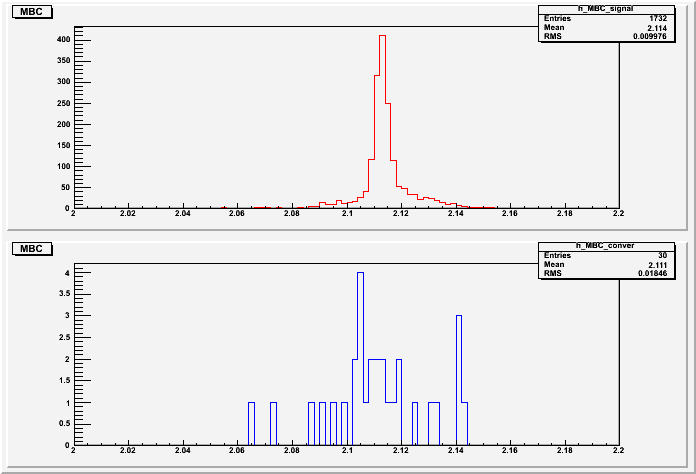 MBC
h_MBC_signal
Entries 1732
Mean 2.114
RMS 0.009976
400
350
300
250
200
150
100
50
0
2 2.02 2.04 2.06 2.08 2.1 2.12 2.14 2.16 2.18 2.2
MBC
h_MBC_conver
Entries 30
Mean 2.111
RMS 0.01846
4
3.5
3
2.5
2
1.5
1
0.5
0
2 2.02 2.04 2.06 2.08 2.1 2.12 2.14 2.16 2.18 2.2